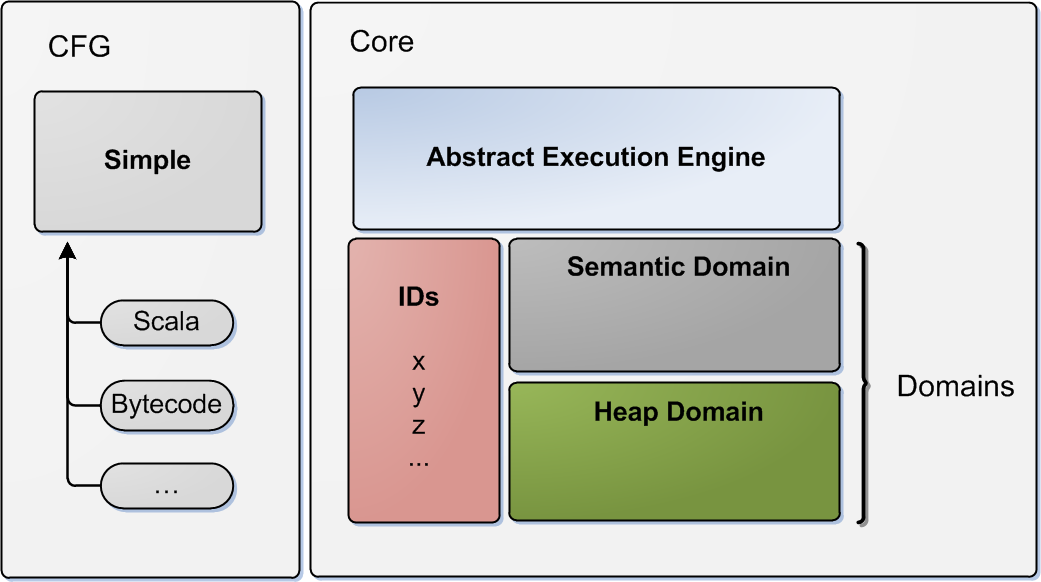 CFG
Simple
Scala
Bytecode
...
Core
Abstract Execution Engine
IDs
x
y
z
...
Semantic Domain
Heap Domain
Domains